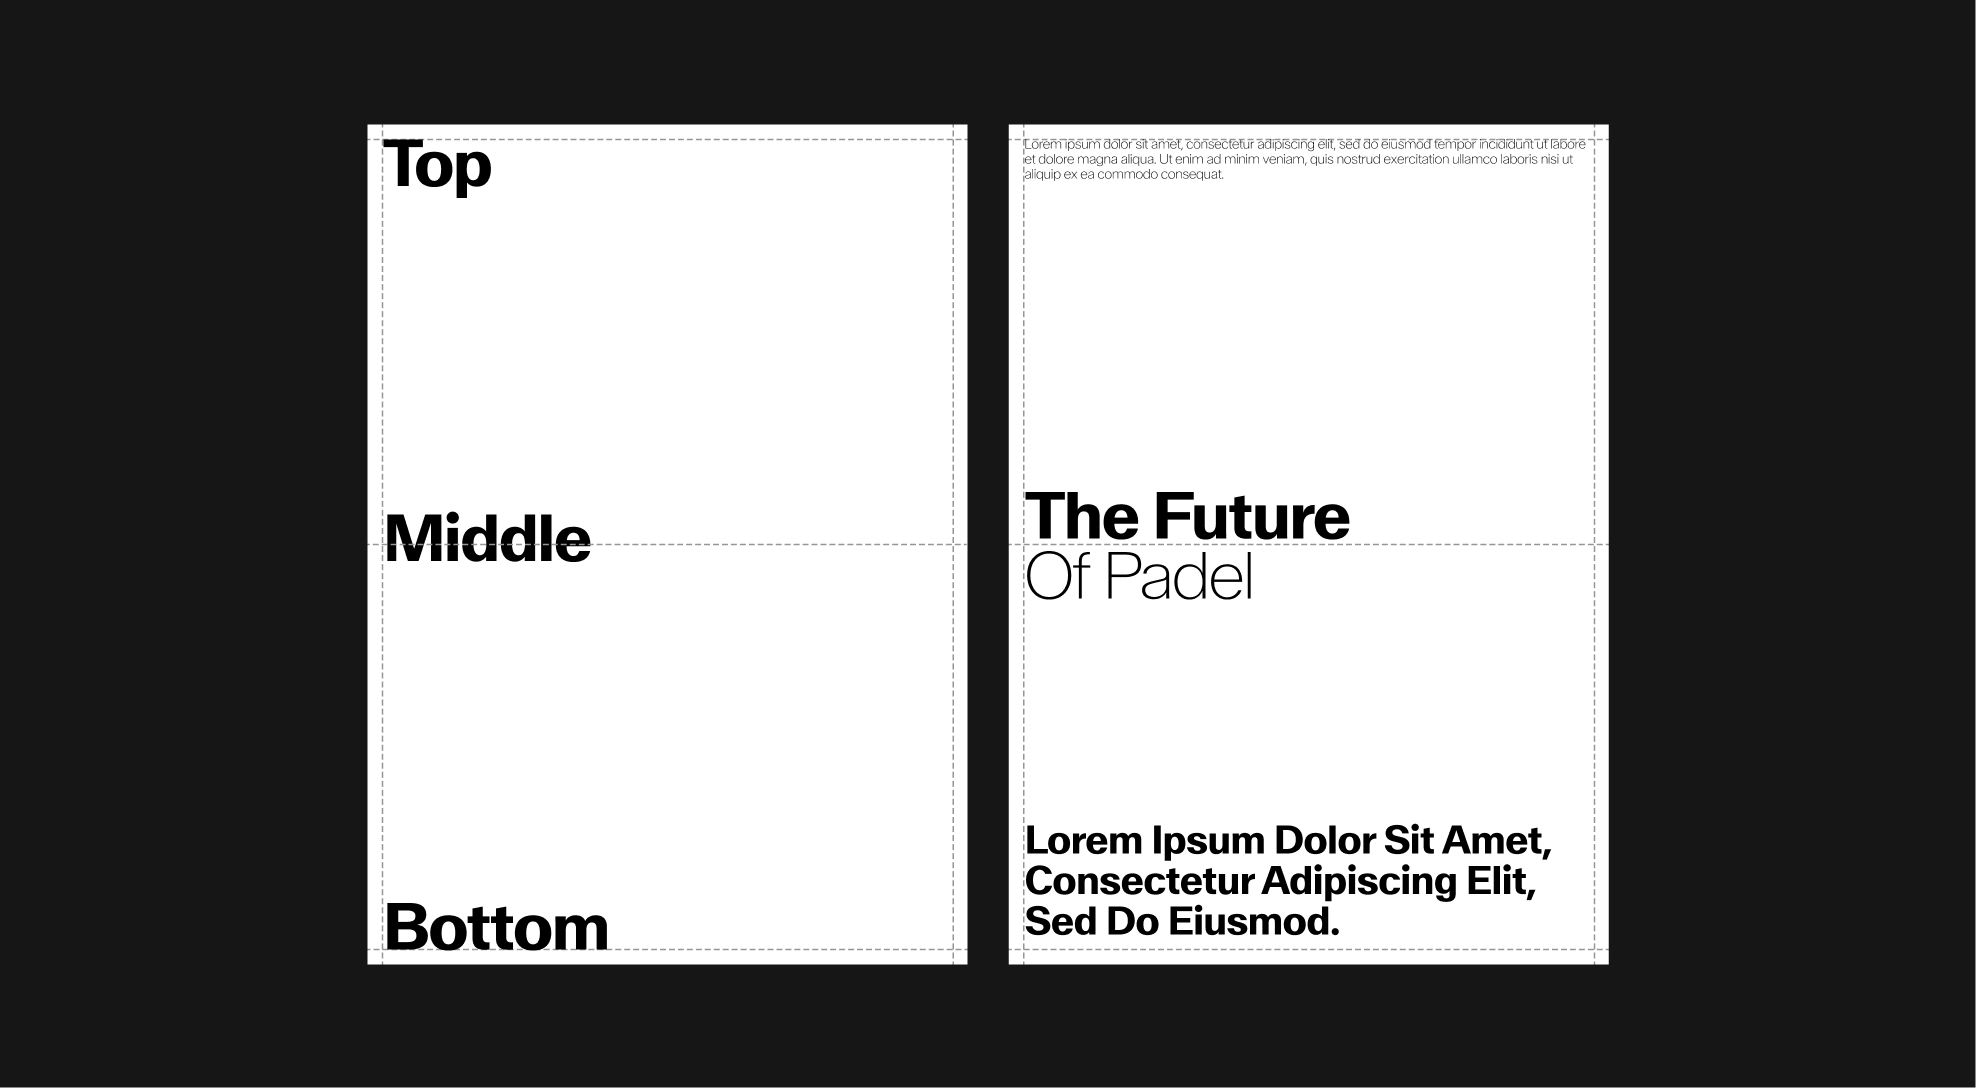 Top
Middle
Bottom
Lorem ipsum dolor sit amet, consectetur adipiscing elit, sed do eiusmod tempor incididunt ut labore
et dolore magna aliqua. Ut enim ad minim veniam, quis nostrud exercitation ullamco laboris nisi ut
aliquip ex ea commodo consequat.
The Future
Of Padel
Lorem Ipsum Dolor Sit Amet,
Consectetur Adipiscing Elit,
Sed Do Eiusmod.